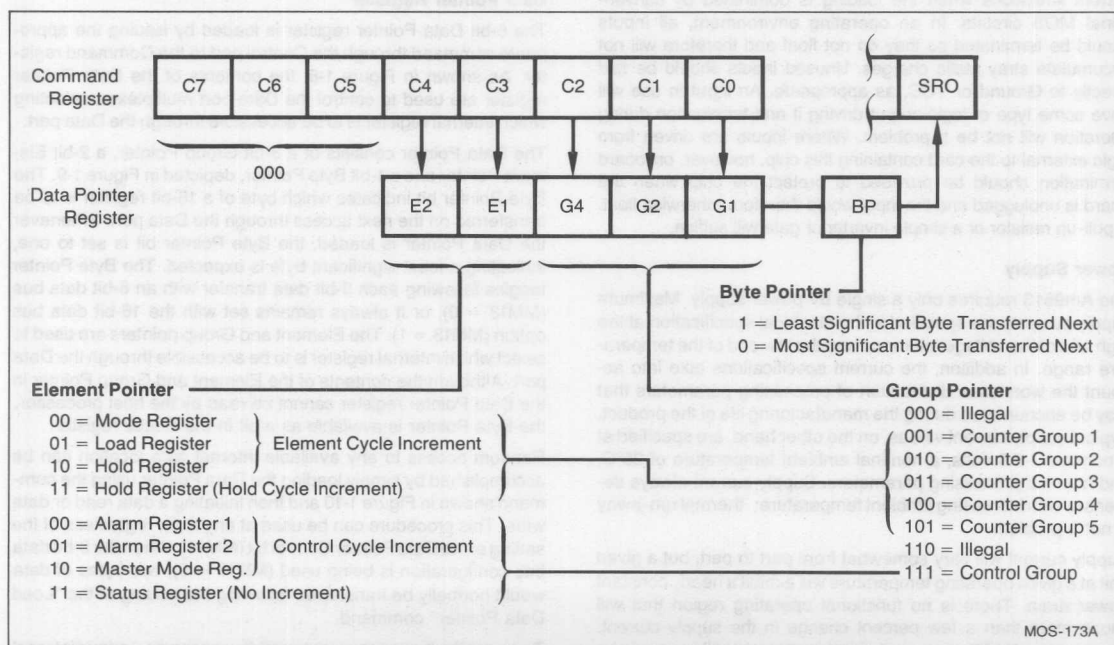 Command
Register
C7 C6 C5 C4 C3 C2 C1 C0 SRO
000
Data Pointer
Register
E2 E1 G4 G2 G1 BP
Byte Pointer
1 = Least Significant Byte Transferred Next
0 = Most Significant Byte Transferred Next
Element Pointer
00 = Mode Register
01 = Load Register
10 = Hold Register
11 = Hold Register (Hold Cycle Increment)
Element Cycle Increment
00 = Alarm Register 1
01 = Alarm Register 2
10 = Master Mode Reg.
11 = Status Register (No Increment)
Control Cycle Increment
Group Pointer
000 = Illegal
001 = Counter Group 1
010 = Counter Group 2
011 = Counter Group 3
100 = Counter Group 4
101 = Counter Group 5
110 = Illegal
111 = Control Group
MOS-173A